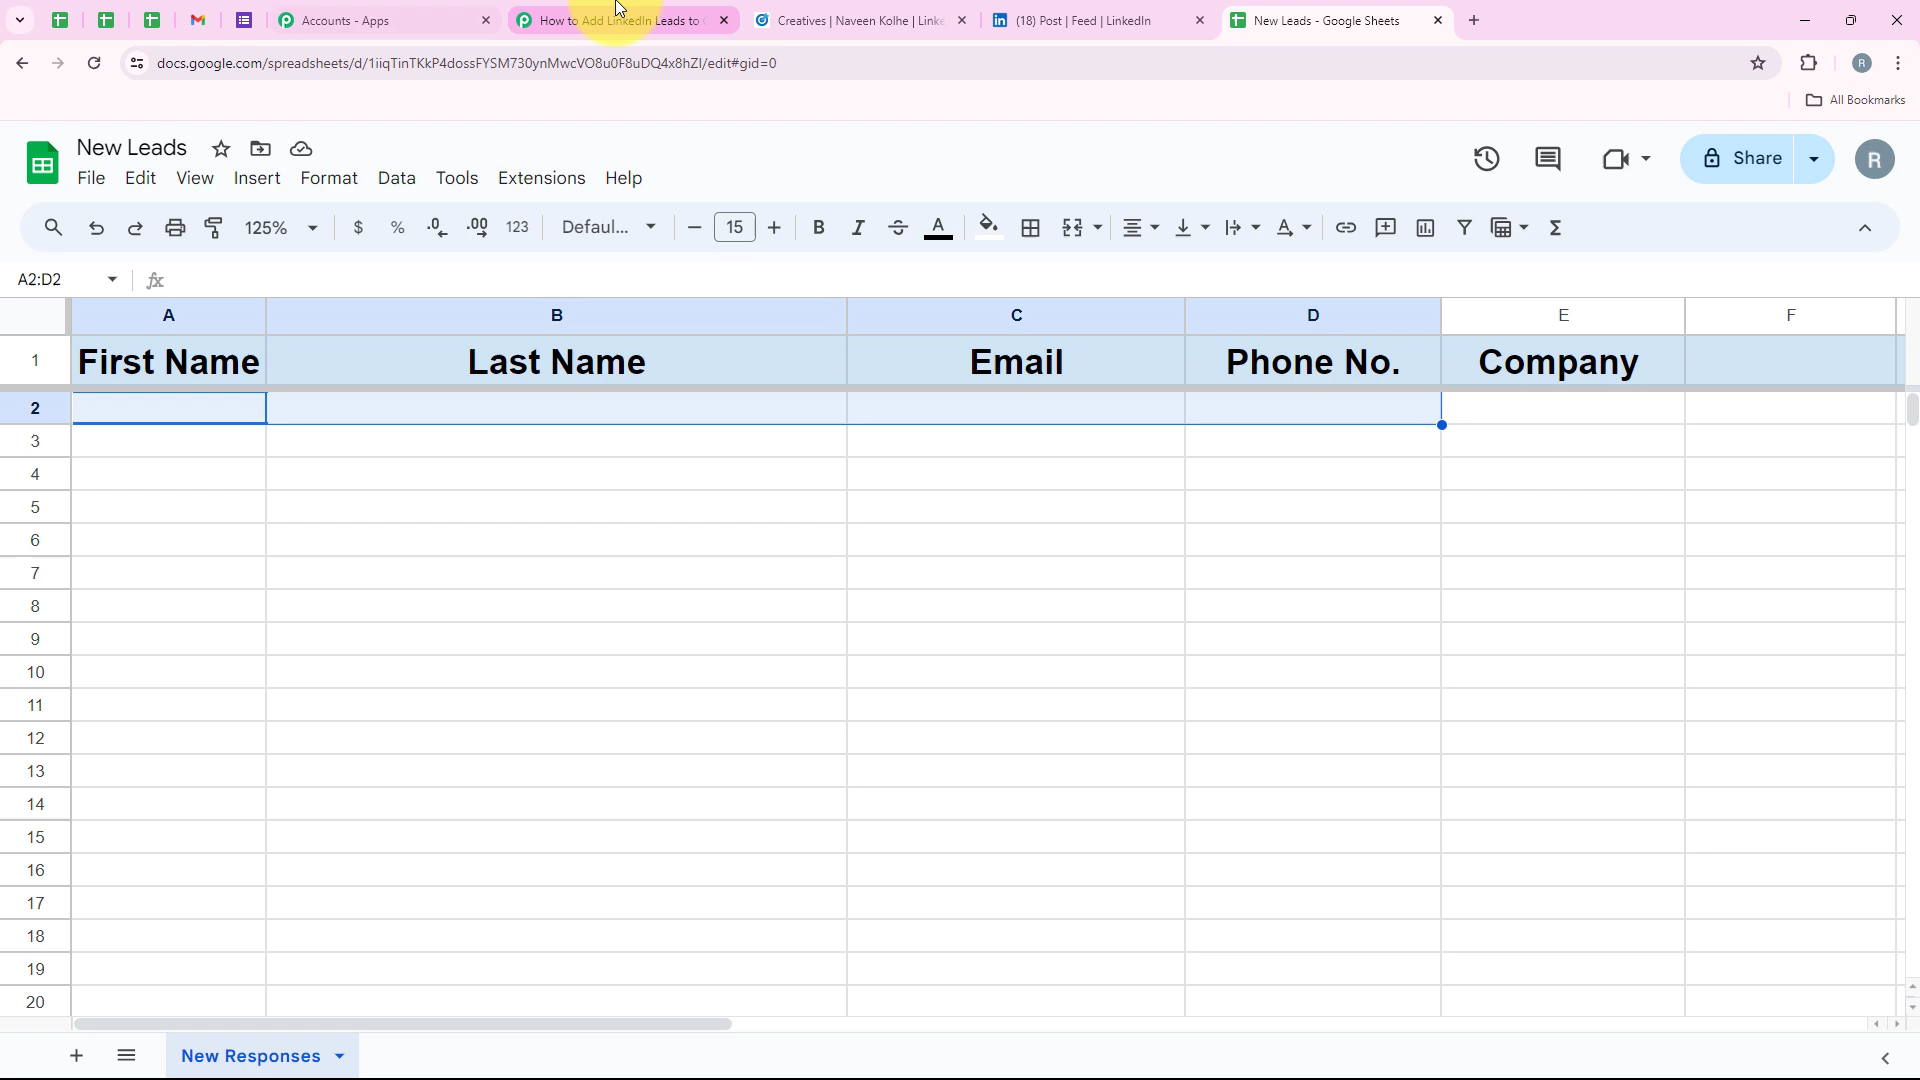 Accounts - Apps
How to Add LinkedIn Leads to
Creatives | Naveen Kolhe | Linke
(18) Post | Feed | LinkedIn
New Leads - Google Sheets
docs.google.com/spreadsheets/d/1iiqTinTKkP4dossFYSM730ynMwcVO8u0F8uDQ4x8hZI/edit#gid=0
R
All Bookmarks
New Leads
File Edit View Insert Format Data Tools Extensions Help
Share
R
125% $ % .0 .00 123 Defaul... 15 B I A
A2:D2
A B C D E F
1 First Name Last Name Email Phone No. Company
2
3
4
5
6
7
8
9
10
11
12
13
14
15
16
17
18
19
20
New Responses